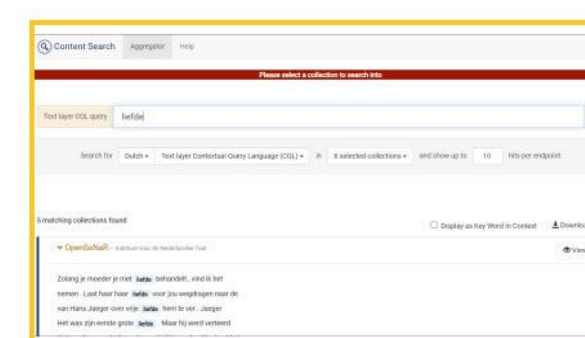 Content Search Aggregator Help
Please select a collection to search into
Text layer CQL query liefde
Search for Dutch Text layer Contextual Query Language (CQL) in 6 selected collections and show up to 10 hits per endpoint
5 matching collections found
Display as Key Word In Context Downloa
OpenSoNaR - Instituut voor de Nederlandse Taal View
Zolang je moeder je met liefde behandelt , vind ik het
nemen . Laat haar haar liefde voor jou wegdragen naar de
van Hans Jaeger over vrije liefde hem te ver . Jaeger
Het was zijn eerste grote liefde . Maar hij werd verteerd